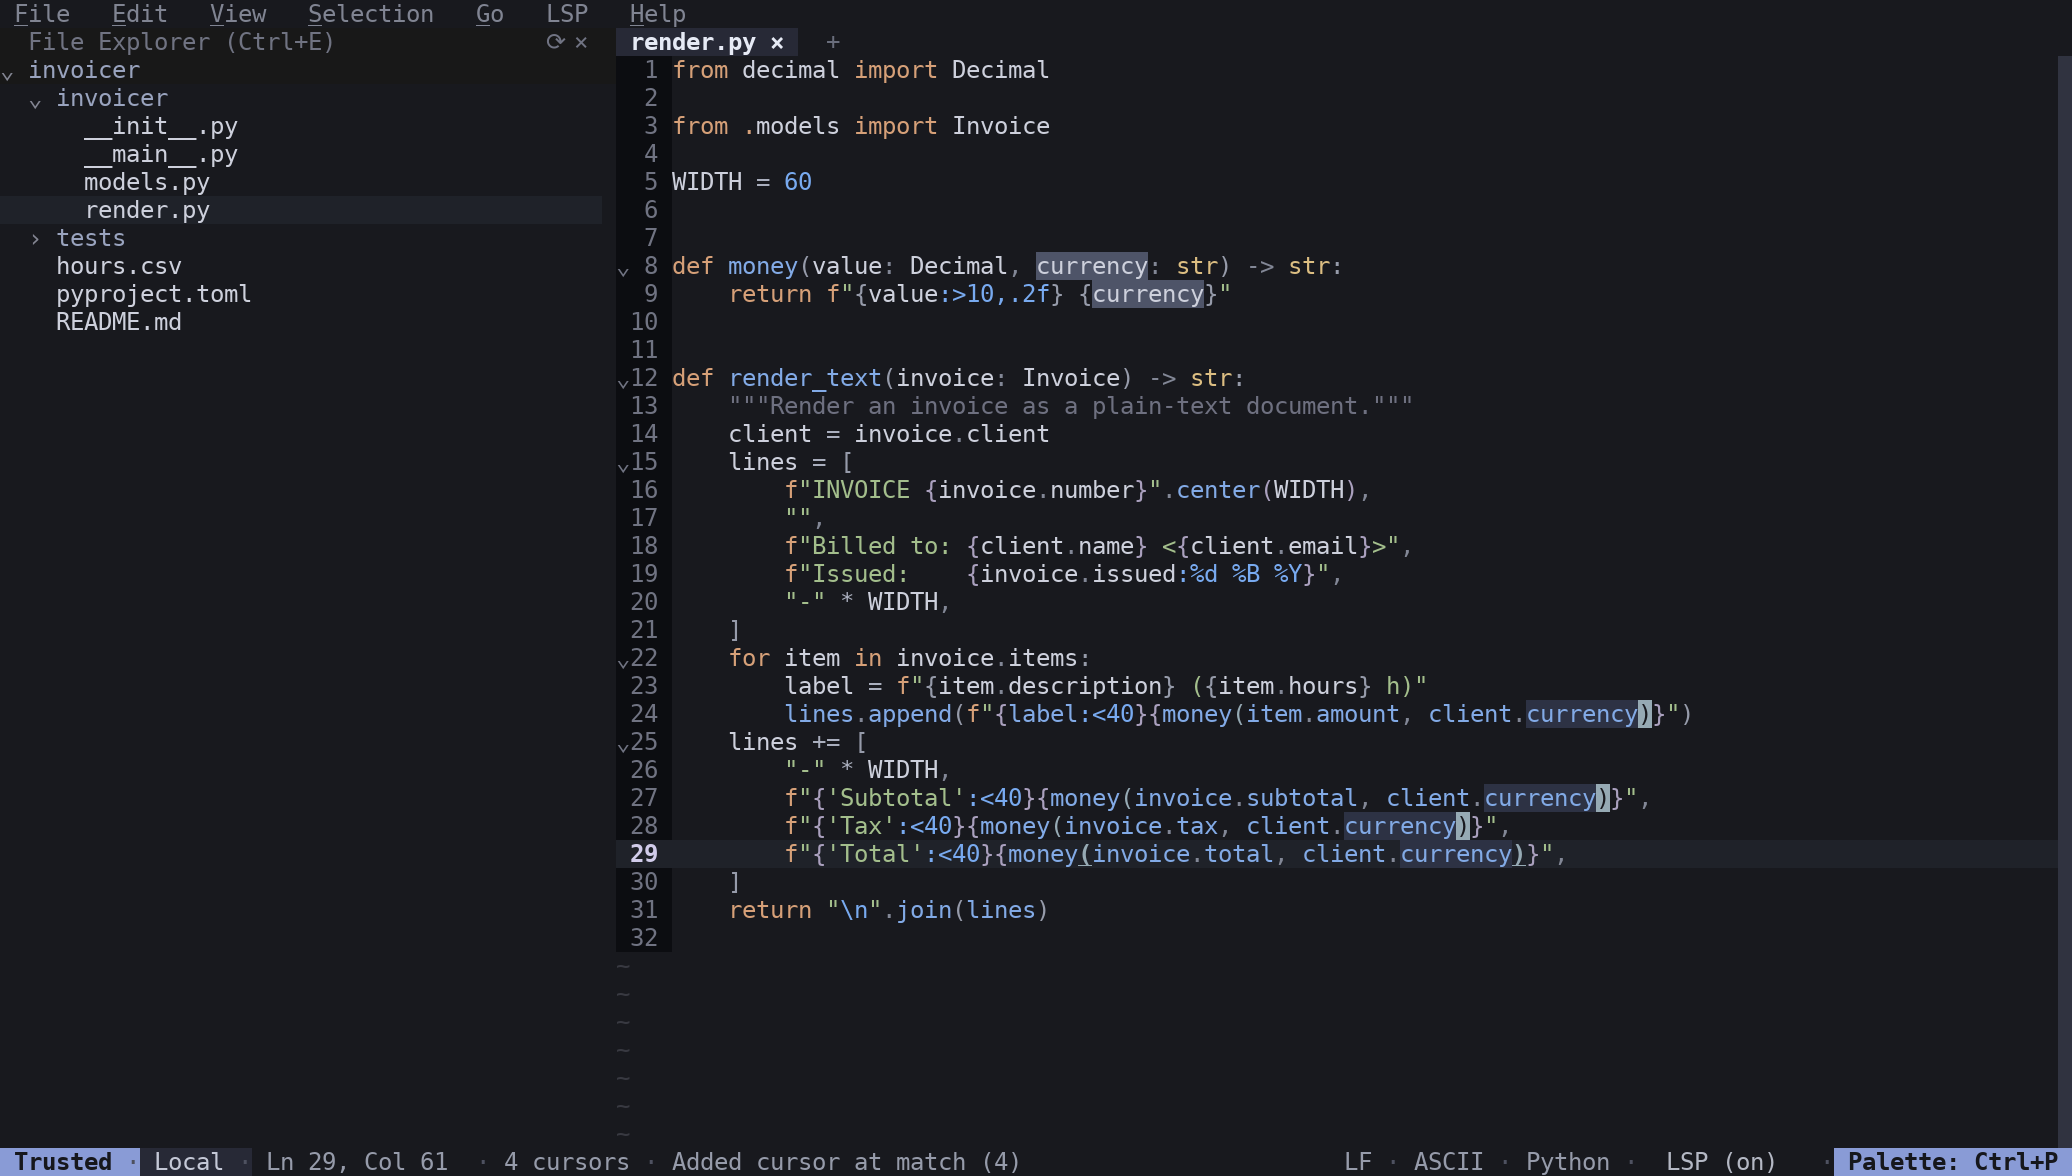 File   Edit   View   Selection   Go   LSP   Help
File Explorer (Ctrl+E)                ⟳ ×
render.py ×   +
⌄ invoicer
  ⌄ invoicer
      __init__.py
      __main__.py
      models.py
      render.py
  › tests
    hours.csv
    pyproject.toml
    README.md
  1 from decimal import Decimal
  2
  3 from .models import Invoice
  4
  5 WIDTH = 60
  6
  7
⌄ 8 def money(value: Decimal, currency: str) -> str:
  9     return f"{value:>10,.2f} {currency}"
 10
 11
⌄12 def render_text(invoice: Invoice) -> str:
 13     """Render an invoice as a plain-text document."""
 14     client = invoice.client
⌄15     lines = [
 16         f"INVOICE {invoice.number}".center(WIDTH),
 17         "",
 18         f"Billed to: {client.name} <{client.email}>",
 19         f"Issued:    {invoice.issued:%d %B %Y}",
 20         "-" * WIDTH,
 21     ]
⌄22     for item in invoice.items:
 23         label = f"{item.description} ({item.hours} h)"
 24         lines.append(f"{label:<40}{money(item.amount, client.currency)}")
⌄25     lines += [
 26         "-" * WIDTH,
 27         f"{'Subtotal':<40}{money(invoice.subtotal, client.currency)}",
 28         f"{'Tax':<40}{money(invoice.tax, client.currency)}",
 29         f"{'Total':<40}{money(invoice.total, client.currency)}",
 30     ]
 31     return "\n".join(lines)
 32
~
~
~
~
~
~
~
Trusted · Local · Ln 29, Col 61  · 4 cursors · Added cursor at match (4)   LF · ASCII · Python ·  LSP (on)   · Palette: Ctrl+P